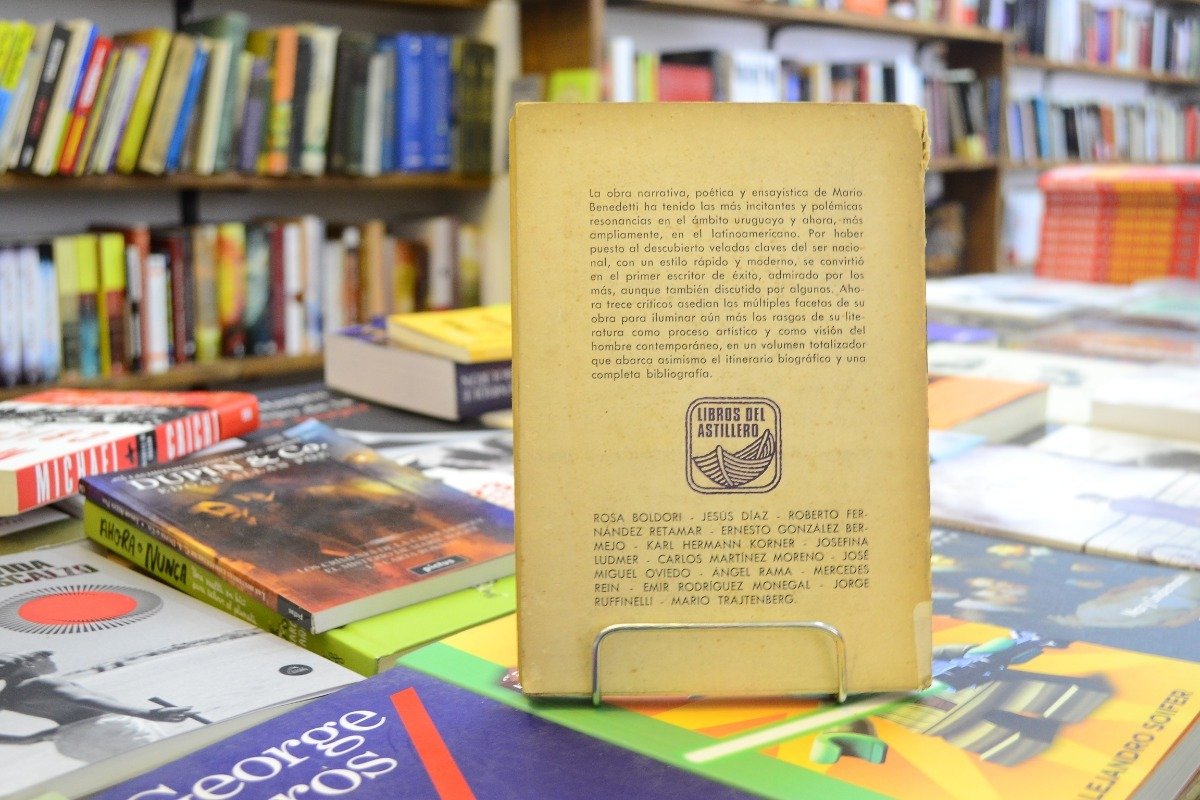 La obra narrativa, poética y ensayística de Mario
Benedetti ha tenido las más incitantes y polémicas
resonancias en el ámbito uruguayo y ahora, más
ampliamente, en el latinoamericano. Por haber
puesto al descubierto veladas claves del ser nacio-
nal, con un estilo rápido y moderno, se convirtió
en el primer escritor de éxito, admirado por los
más, aunque también discutido por algunos. Aho-
ra trece críticos asedian las múltiples facetas de su
obra para iluminar aún más los rasgos de su lite-
ratura como proceso artístico y como visión del
hombre contemporáneo, en un volumen totalizador
que abarca asimismo el itinerario biográfico y una
completa bibliografía.
LIBROS DEL
ASTILLERO
ROSA BOLDORI - JESÚS DÍAZ - ROBERTO FER-
NÁNDEZ RETAMAR - ERNESTO GONZÁLEZ BER-
MEJO - KARL HERMANN KORNER - JOSEFINA
LUDMER - CARLOS MARTÍNEZ MORENO - JOSÉ
MIGUEL OVIEDO - ÁNGEL RAMA - MERCEDES
REIN - EMIR RODRÍGUEZ MONEGAL - JORGE
RUFFINELLI - MARIO TRAJTENBERG.
MICHAEL
DUPIN & Co.
AHORA O NUNCA
George
ros
LEJANDRO SOIFER